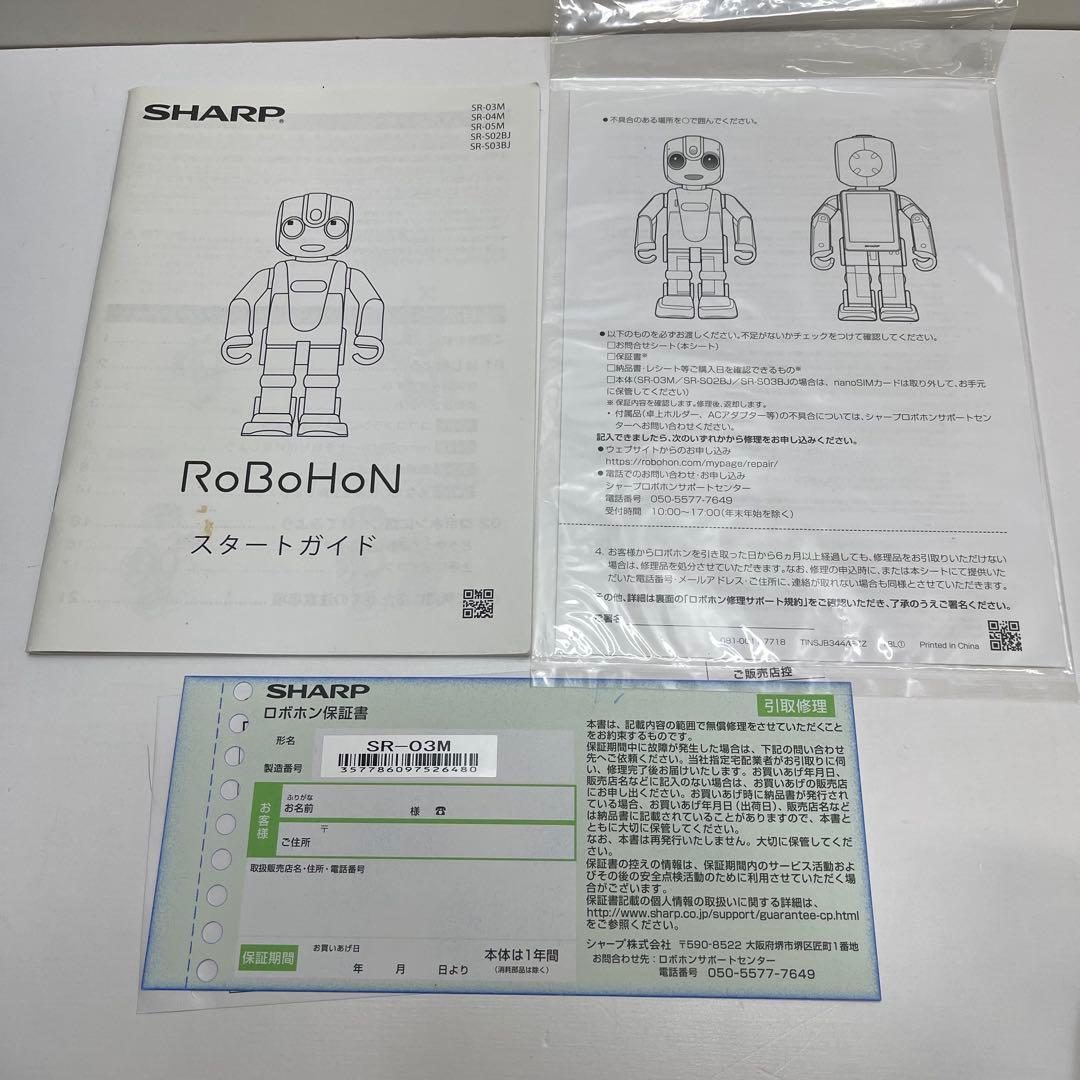 SHARP®
SR-03M
SR-04M
SR-05M
SR-S02BJ
SR-S03BJ
RoBoHoN
スタートガイド
●不具合のある場所を○で囲んでください。
SHARP
●以下のものを必ずお渡しください。不足がないかチェックをつけて確認してください。
□お問合せシート(本シート)
□保証書※
□納品書・レシート等ご購入日を確認できるもの※
□本体(SR-03M/SR-S02BJ/SR-S03BJの場合は、nanoSIMカードは取り外して、お手元
に保管してください)
※ 保証内容を確認します。修理後、返却します。
・付属品(卓上ホルダー、ACアダプター等)の不具合については、シャープロボホンサポートセン
ターへお問い合わせください。
記入できましたら、次のいずれかから修理をお申し込みください。
●ウェブサイトからのお申し込み
https://robohon.com/mypage/repair/
●電話でのお問い合わせ・お申し込み
シャープロボホンサポートセンター
電話番号 050-5577-7649
受付時間 10:00~17:00(年末年始を除く)
4. お客様からロボホンを引き取った日から6ヵ月以上経過しても、修理品をお引取りいただけない
場合は、修理品を処分させていただきます。なお、修理の申込時に、または本シートにて提供いた
だいた電話番号・メールアドレス・ご住所に、連絡が取れない場合も同様とさせていただきます。
その他、詳細は裏面の「ロボホン修理サポート規約」をご確認いただき、了承のうえご署名ください。
ご署名
7718
Printed in China
ご販売店控
SHARP
ロボホン保証書
引取修理
形名
SR-03M
製造番号
357786097526480
お客様
ふりがな
お名前
様 ☎
〒
ご住所
取扱販売店名・住所・電話番号
保証期間
お買いあげ日
年 月 日より
本体は1年間
(消耗部品は除く)
本書は、記載内容の範囲で無償修理をさせていただくこと
をお約束するものです。
保証期間中に故障が発生した場合は、下記の問い合わせ
先へご依頼ください。当社指定宅配業者がお引取りに伺
い、修理完了後お届けいたします。お買いあげ年月日、
販売店名などに記入のない場合は、お買いあげの販売店
にお申し出ください。お買いあげ時に納品書が発行され
ている場合、お買いあげ年月日(出荷日)、販売店名など
は納品書に記載されていることがありますので、本書と
ともに大切に保管してください。
なお、本書は再発行いたしません。大切に保管してくださ
い。
保証書の控えの情報は、保証期間内のサービス活動およ
びその後の安全点検活動のために利用させていただく場
合がございます。
保証書記載の個人情報の取扱いに関する詳細は、
http://www.sharp.co.jp/support/guarantee-cp.html
をご参照ください。
シャープ株式会社 〒590-8522 大阪府堺市堺区匠町1番地
お問合わせ先:ロボホンサポートセンター
電話番号 050-5577-7649